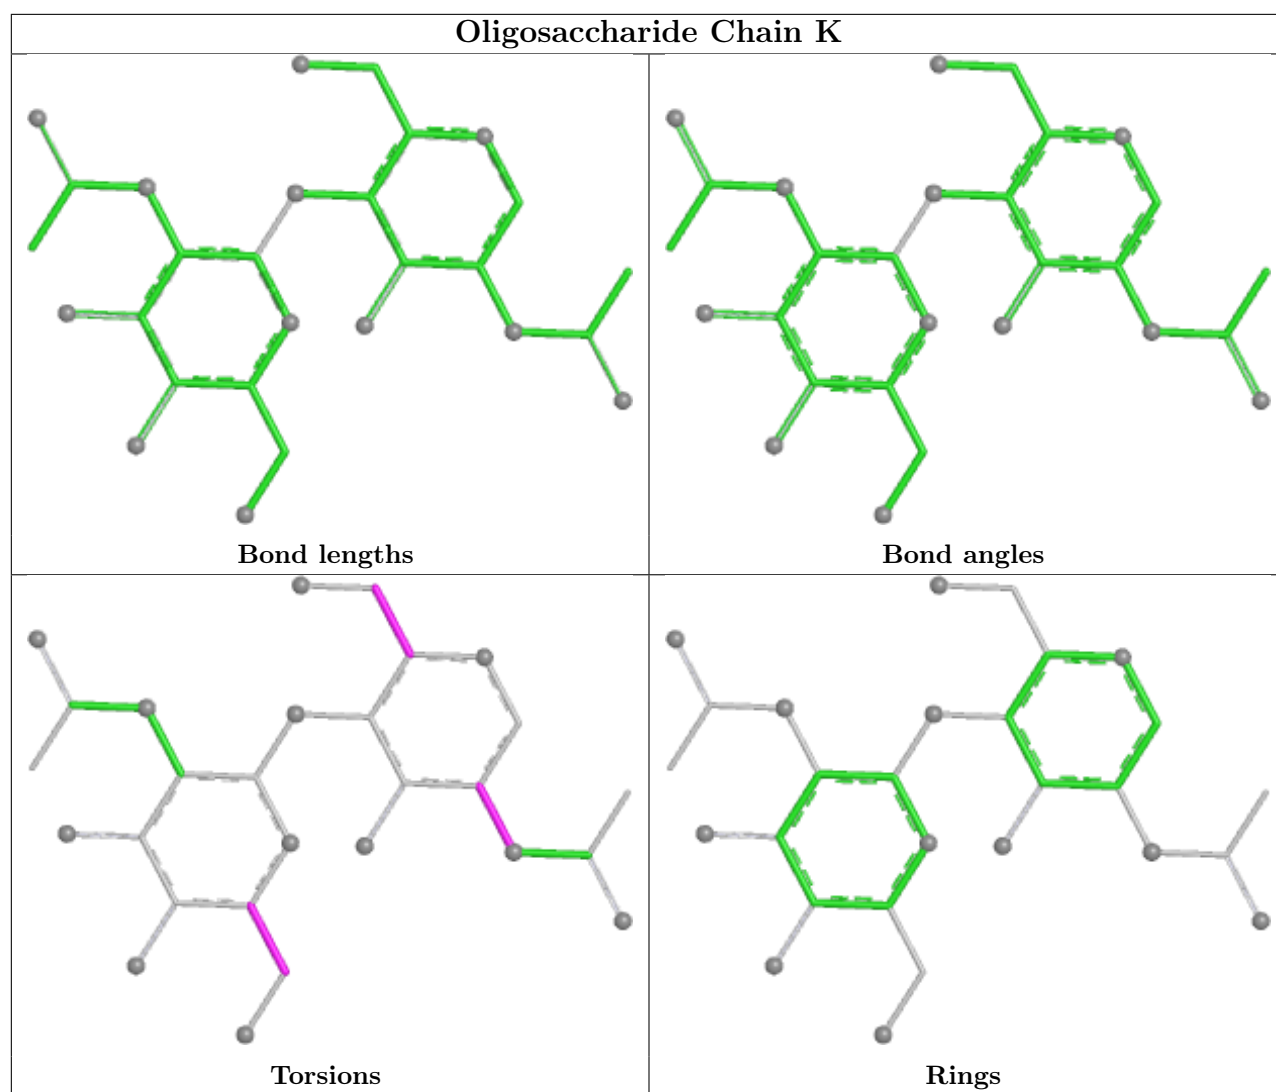 Oligosaccharide Chain K
Bond lengths
Bond angles
Torsions
Rings